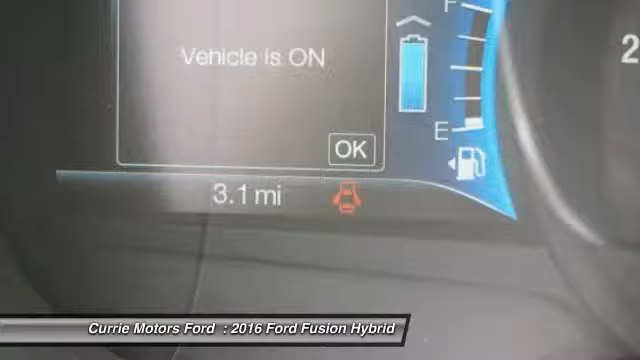 F
Vehicle is ON
2
E
OK
3.1 mi
Currie Motors Ford : 2016 Ford Fusion Hybrid